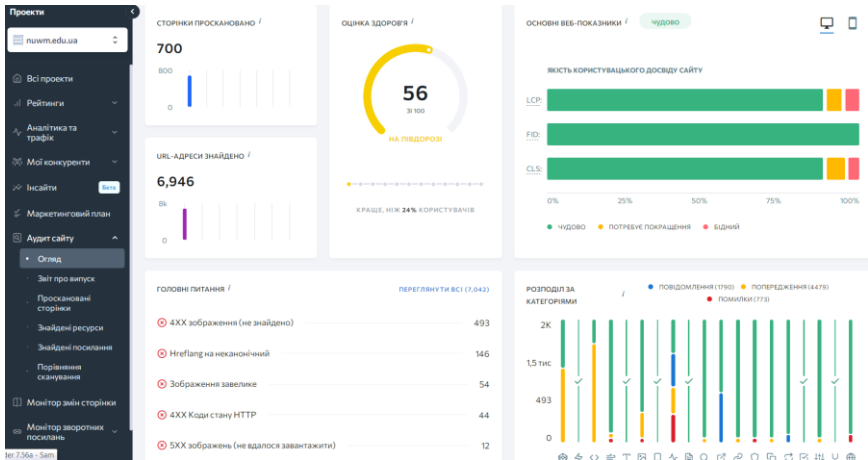 Проекти
nuwm.edu.ua
Всі проекти
Рейтинги
Аналітика та
трафік
Мої конкуренти
Інсайти
Бета
Маркетинговий план
Аудит сайту
Огляд
Звіт про випуск
Проскановані
сторінки
Знайдені ресурси
Знайдені посилання
Порівняння
сканування
Монітор змін сторінки
Монітор зворотних
посилань
der 7.56a - Sam
СТОРІНКИ ПРОСКАНОВАНО i
700
800
0
URL-АДРЕСИ ЗНАЙДЕНО i
6,946
8k
0
ОЦІНКА ЗДОРОВ'Я i
56
ЗІ 100
НА ПІВДОРОЗІ
КРАЩЕ, НІЖ 24% КОРИСТУВАЧІВ
ОСНОВНІ ВЕБ-ПОКАЗНИКИ i
ЧУДОВО
ЯКІСТЬ КОРИСТУВАЦЬКОГО ДОСВІДУ САЙТУ
LCP:
FID:
CLS:
0% 25% 50% 75% 100%
ЧУДОВО ПОТРЕБУЄ ПОКРАЩЕННЯ БІДНИЙ
ГОЛОВНІ ПИТАННЯ i
ПЕРЕГЛЯНУТИ ВСІ (7,042)
4XX зображення (не знайдено) 493
Hreflang на неканонічний 146
Зображення завелике 54
4XX Коди стану HTTP 44
5XX зображень (не вдалося завантажити) 12
РОЗПОДІЛ ЗА
КАТЕГОРІЯМИ i
ПОВІДОМЛЕННЯ (1790) ПОПЕРЕДЖЕННЯ (4479)
ПОМИЛКИ (773)
2K
1,5 тис
493
0